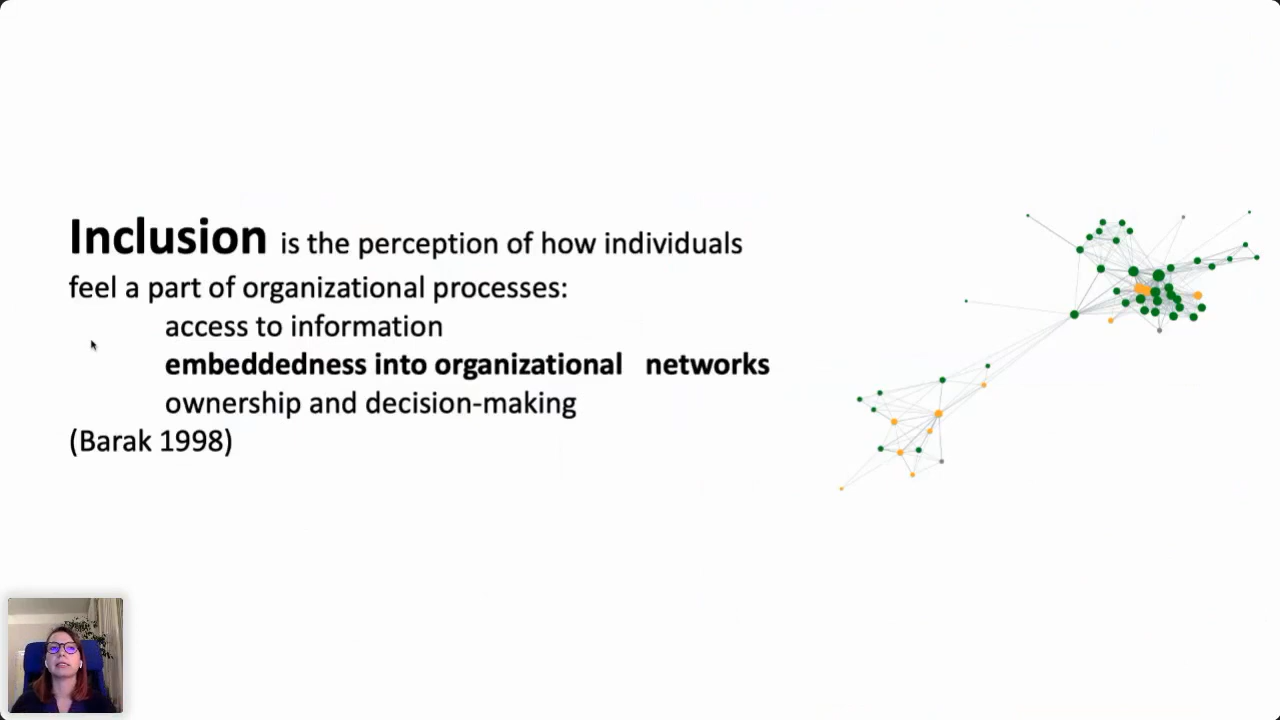 Inclusion is the perception of how individuals
feel a part of organizational processes:
access to information
embeddedness into organizational networks
ownership and decision-making
(Barak 1998)